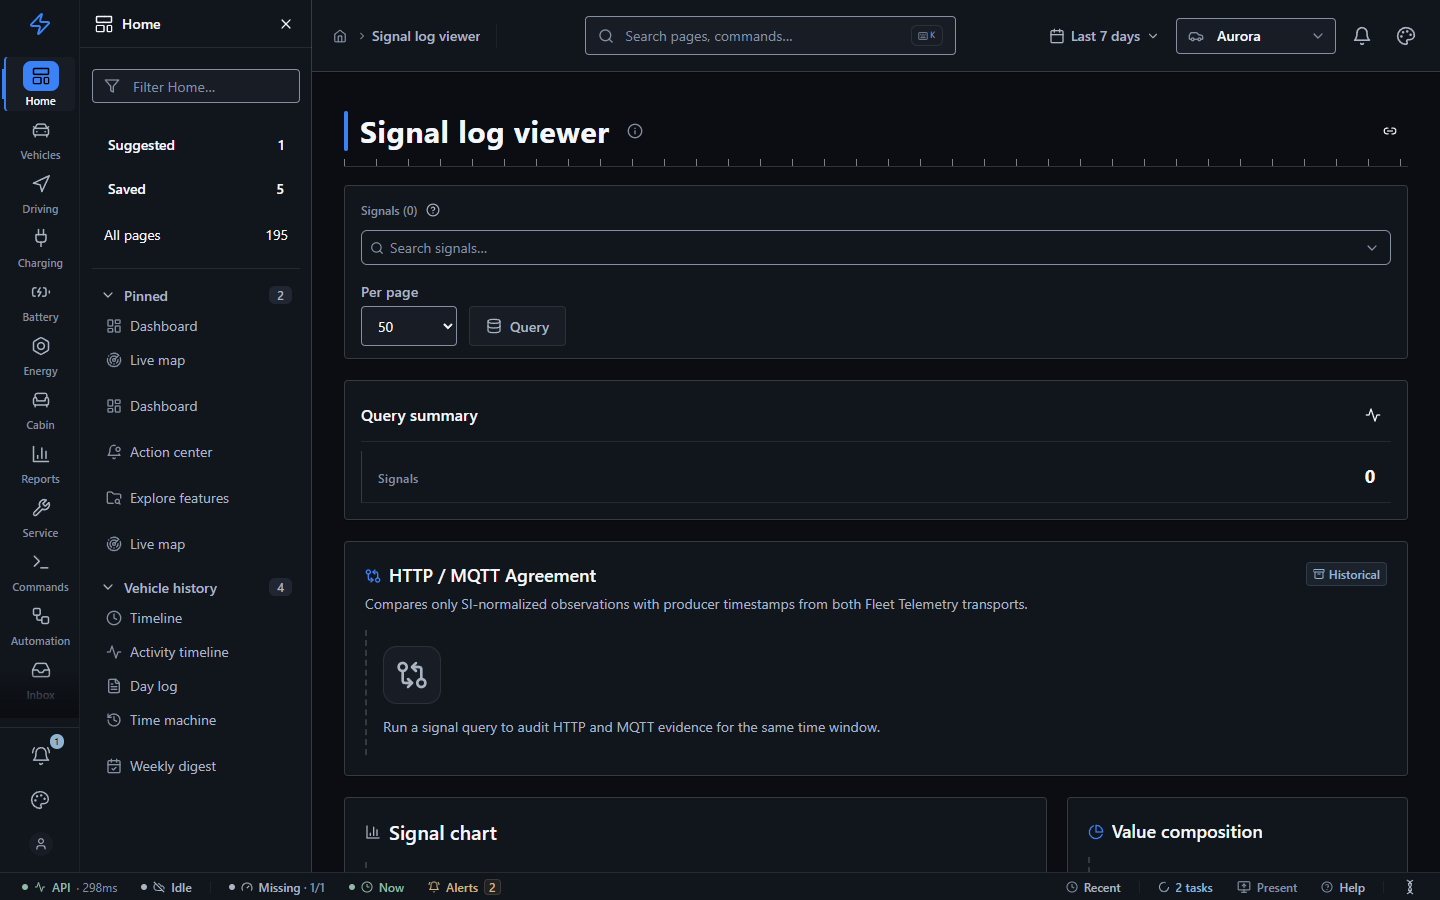 Home
Signal log viewer
Search pages, commands...
K
Last 7 days
Aurora
Home
Vehicles
Driving
Charging
Battery
Energy
Cabin
Reports
Service
Commands
Automation
Inbox
1
Filter Home...
Suggested 1
Saved 5
All pages 195
Pinned 2
Dashboard
Live map
Dashboard
Action center
Explore features
Live map
Vehicle history 4
Timeline
Activity timeline
Day log
Time machine
Weekly digest
Signal log viewer
Signals (0)
Search signals...
Per page
50
Query
Query summary
Signals 0
HTTP / MQTT Agreement
Historical
Compares only SI-normalized observations with producer timestamps from both Fleet Telemetry transports.
Run a signal query to audit HTTP and MQTT evidence for the same time window.
Signal chart
Value composition
API · 298ms
Idle
Missing · 1/1
Now
Alerts 2
Recent
2 tasks
Present
Help